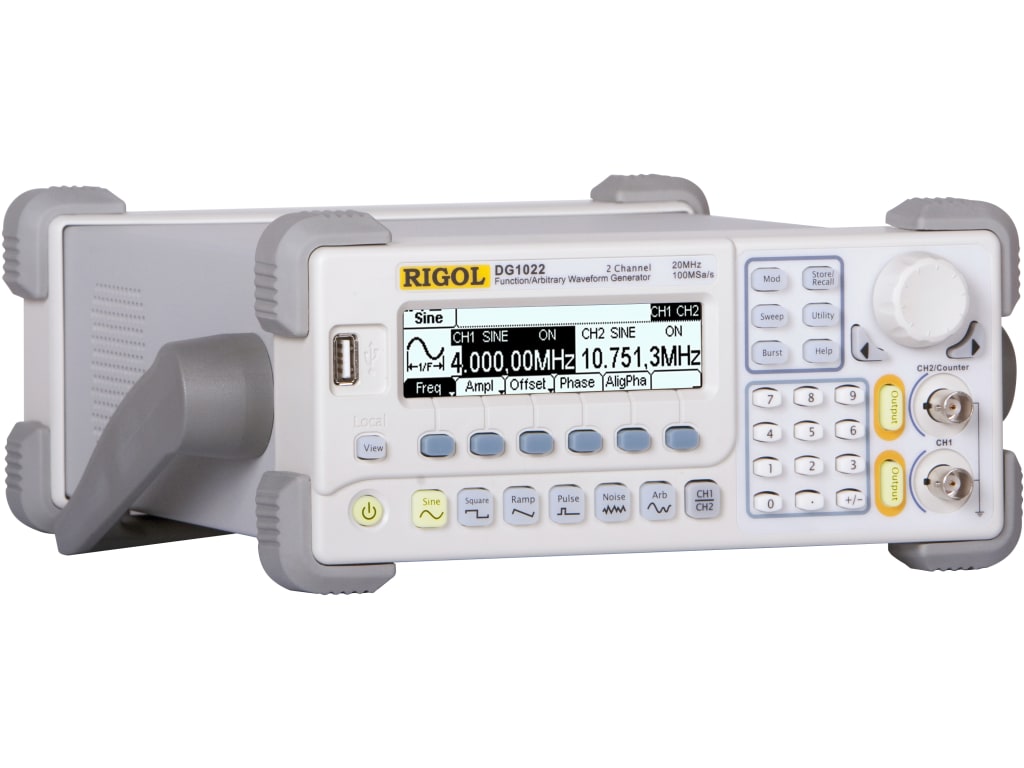 RIGOL DG1022 2 Channel 20MHz
Function/Arbitrary Waveform Generator 100MSa/s
Sine CH1 CH2
CH1 SINE ON CH2 SINE ON
1/F 4.000,00MHz 10.751,3MHz
Freq Ampl Offset Phase AligPha
Local
View
Sine Square Ramp Pulse Noise Arb CH1
CH2
Mod Store/
Recall
Sweep Utility
Burst Help
7 8 9
4 5 6
1 2 3
0 . +/-
CH2/Counter
Output
CH1
Output